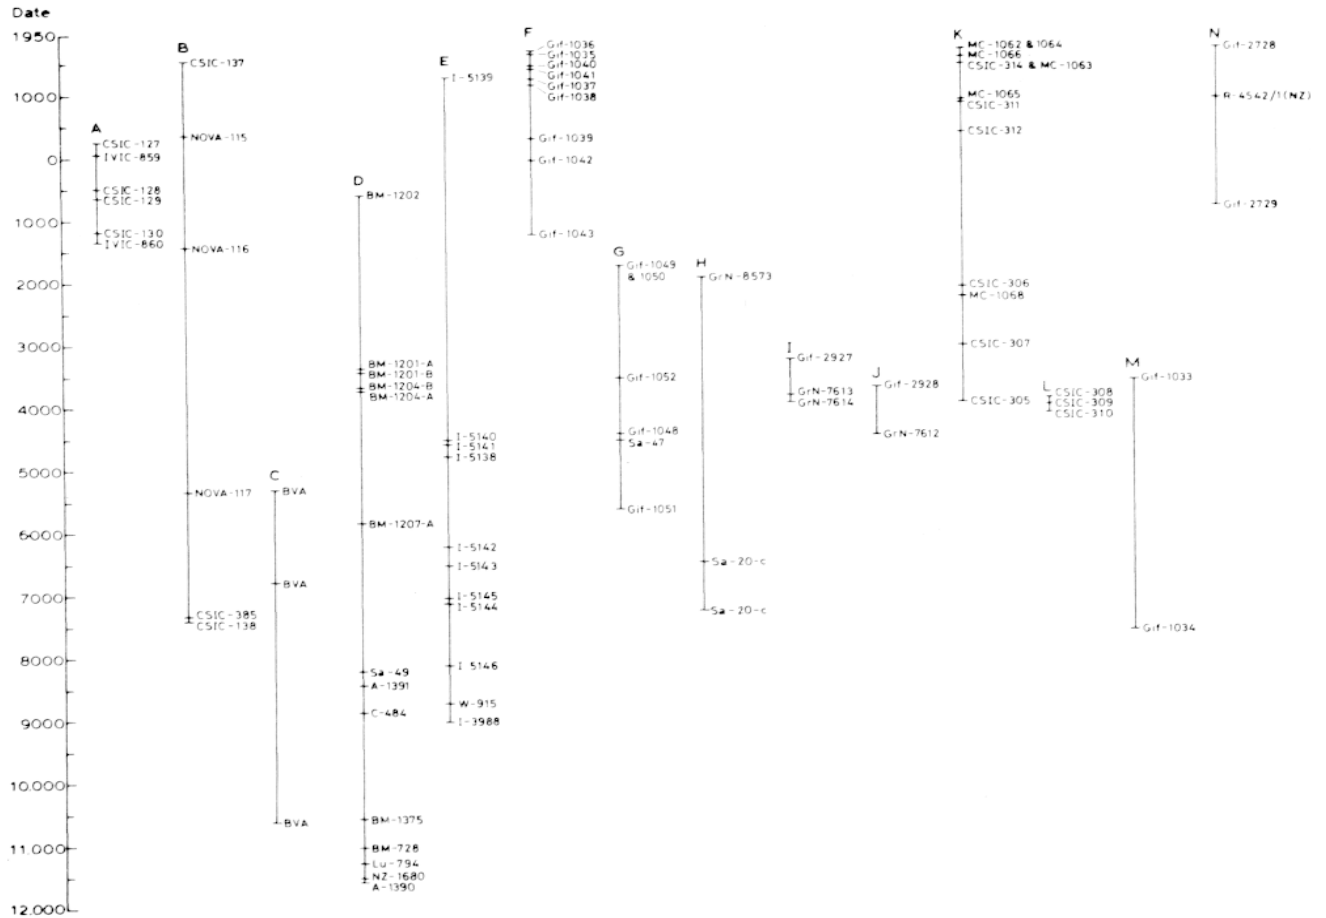 Date
1950
1000
0
1000
2000
3000
4000
5000
6000
7000
8000
9000
10.000
11.000
12.000
A
CSIC-127
IVIC-859
CSIC-128
CSIC-129
CSIC-130
IVIC-860
B
CSIC-137
NOVA-115
NOVA-116
NOVA-117
CSIC-385
CSIC-138
C
BVA
BVA
BVA
D
BM-1202
BM-1201-A
BM-1201-B
BM-1204-B
BM-1204-A
BM-1207-A
Sa-49
A-1391
C-484
BM-1375
BM-728
Lu-794
NZ-1680
A-1390
E
I-5139
I-5140
I-5141
I-5138
I-5142
I-5143
I-5145
I-5144
I-5146
W-915
I-3988
F
Gif-1036
Gif-1035
Gif-1040
Gif-1041
Gif-1037
Gif-1038
Gif-1039
Gif-1042
Gif-1043
G
Gif-1049
& 1050
Gif-1052
Gif-1048
Sa-47
Gif-1051
H
GrN-8573
Sa-20-c
Sa-20-c
I
Gif-2927
GrN-7613
GrN-7614
J
Gif-2928
GrN-7612
K
MC-1062 & 1064
MC-1066
CSIC-314 & MC-1063
MC-1065
CSIC-311
CSIC-312
CSIC-306
MC-1068
CSIC-307
CSIC-305
L
CSIC-308
CSIC-309
CSIC-310
M
Gif-1033
Gif-1034
N
Gif-2728
R-4542/1(NZ)
Gif-2729